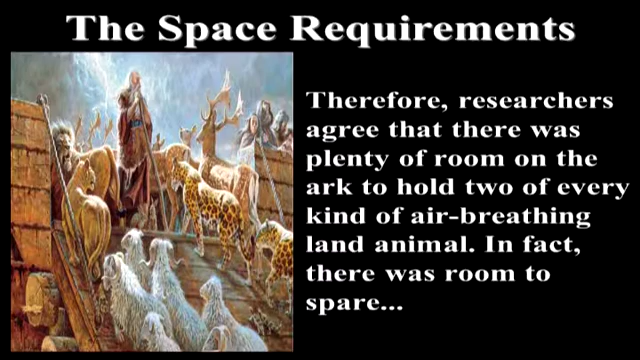 The Space Requirements
Therefore, researchers
agree that there was
plenty of room on the
ark to hold two of every
kind of air-breathing
land animal. In fact,
there was room to
spare...